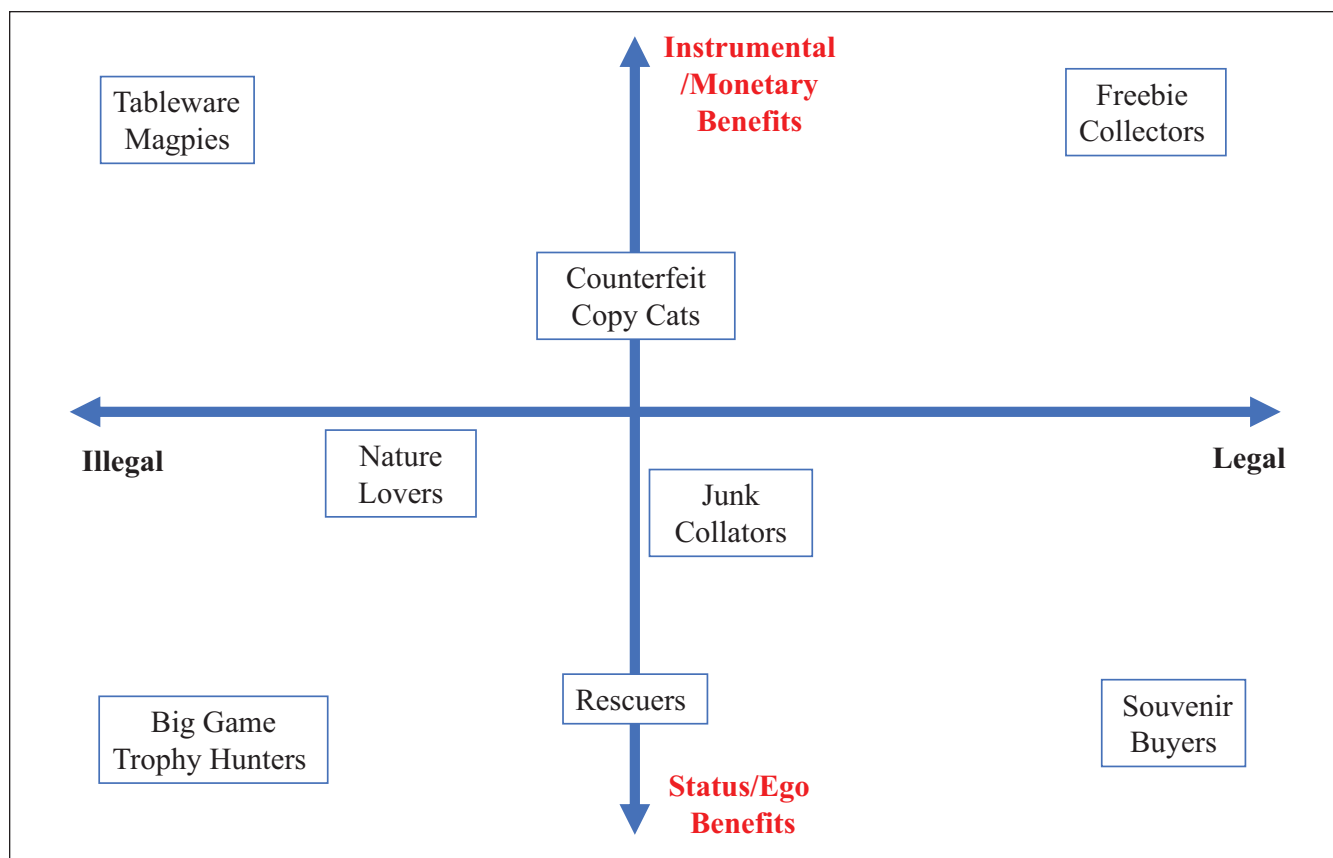 Instrumental
/Monetary
Benefits
Tableware
Magpies
Freebie
Collectors
Counterfeit
Copy Cats
Illegal
Legal
Nature
Lovers
Junk
Collators
Rescuers
Big Game
Trophy Hunters
Souvenir
Buyers
Status/Ego
Benefits